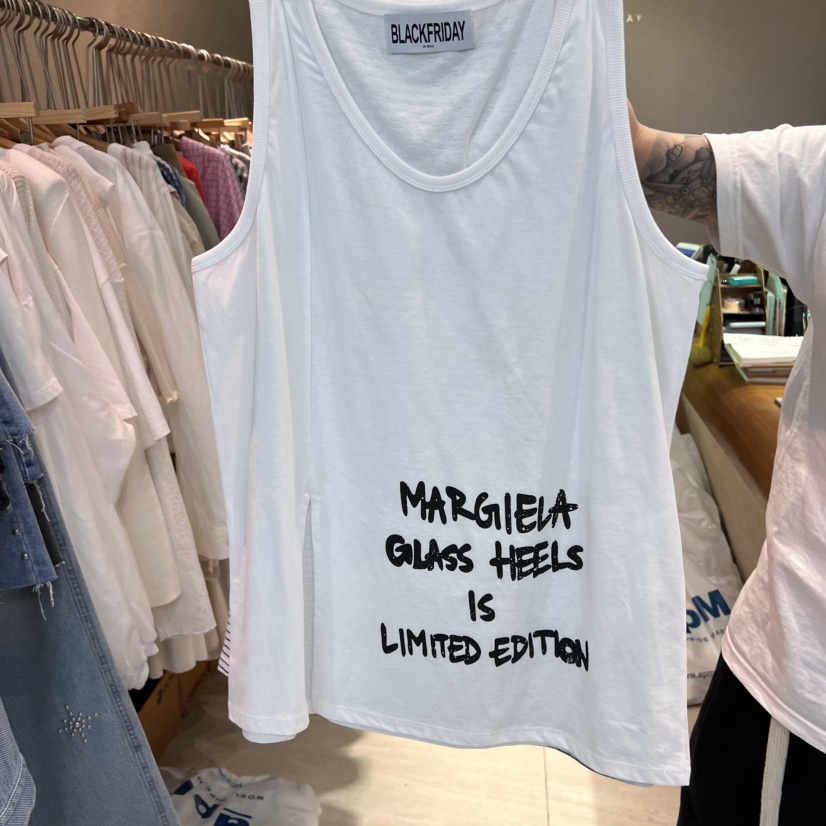 BLACKFRIDAY
MARGIELA
GLASS HEELS
IS
LIMITED EDITION